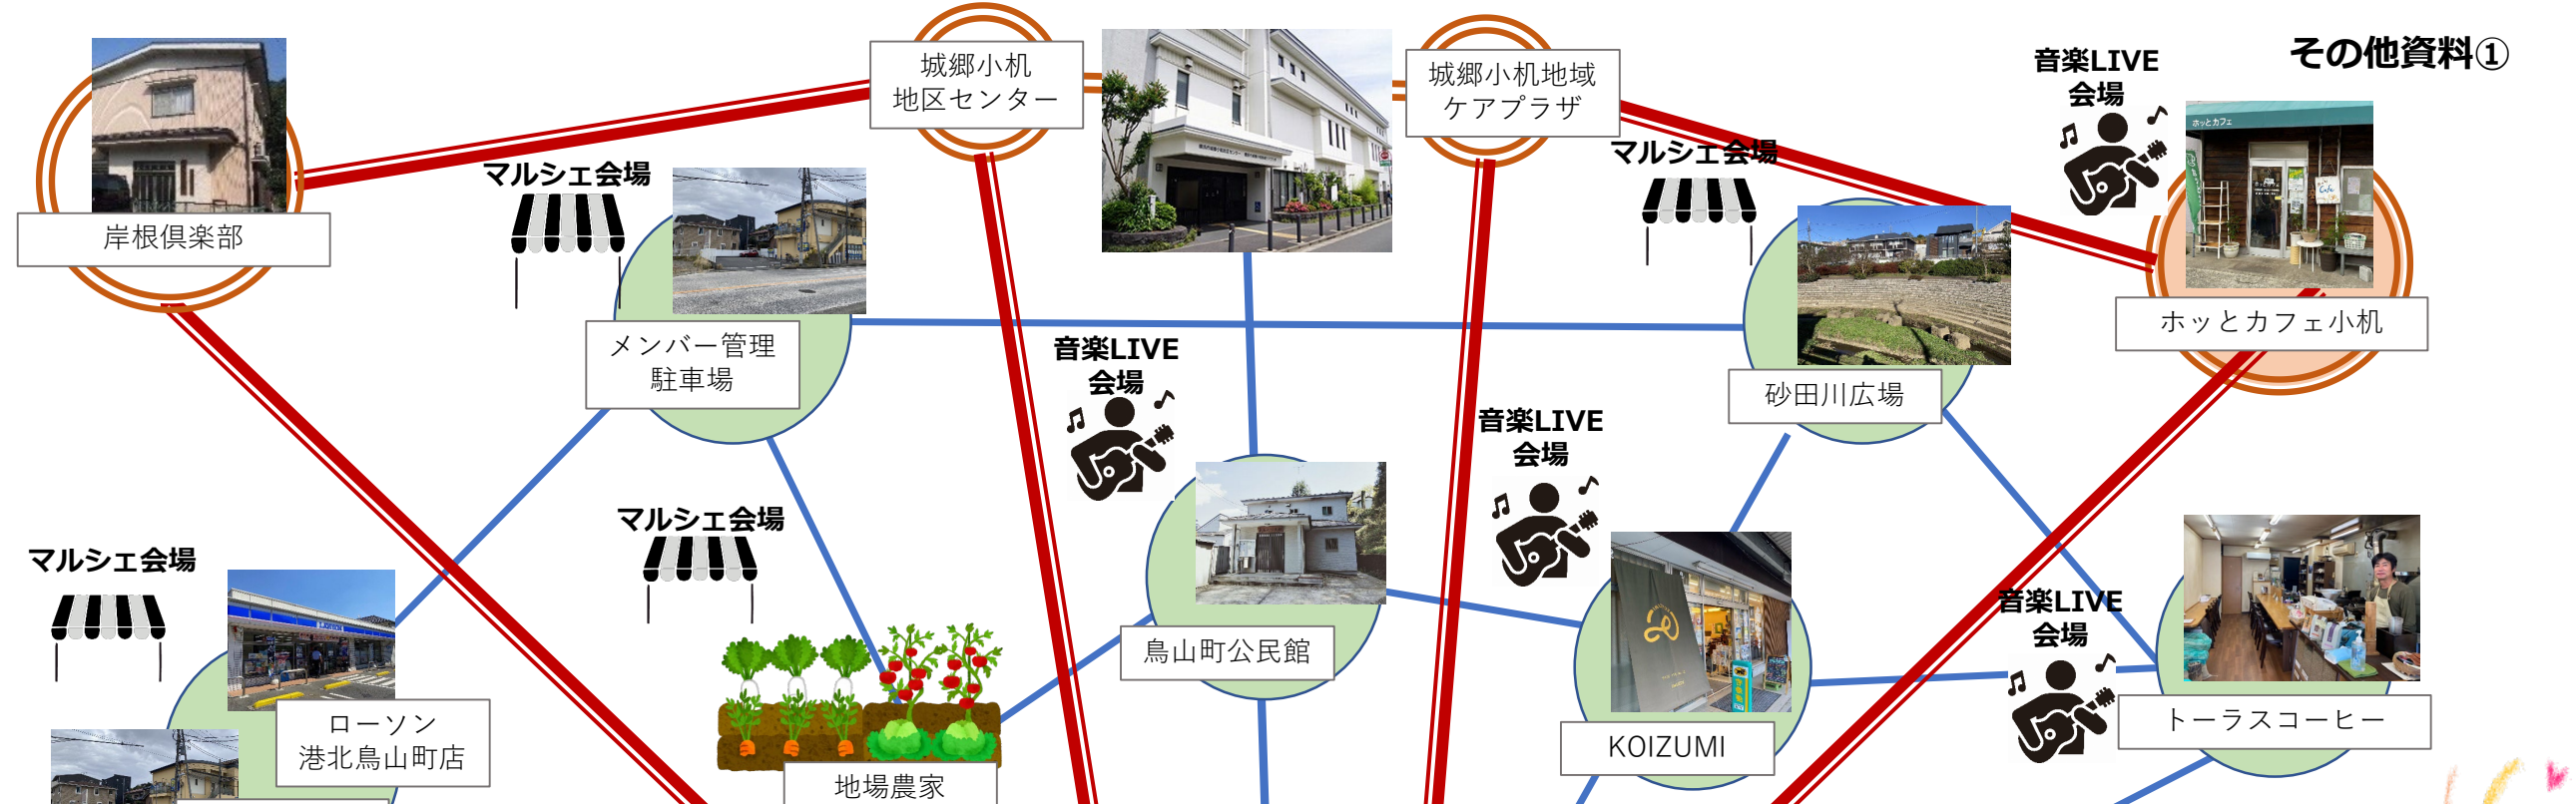 その他資料①
城郷小机
地区センター
城郷小机地域
ケアプラザ
音楽LIVE
会場
ホッとカフェ
岸根倶楽部
マルシェ会場
マルシェ会場
ホッとカフェ小机
メンバー管理
駐車場
音楽LIVE
会場
砂田川広場
音楽LIVE
会場
マルシェ会場
マルシェ会場
LAWSON
鳥山町公民館
音楽LIVE
会場
ローソン
港北鳥山町店
KOIZUMI
トーラスコーヒー
地場農家